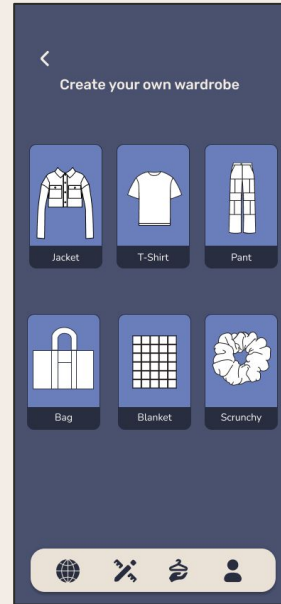 Create your own wardrobe
Jacket
T-Shirt
Pant
Bag
Blanket
Scrunchy